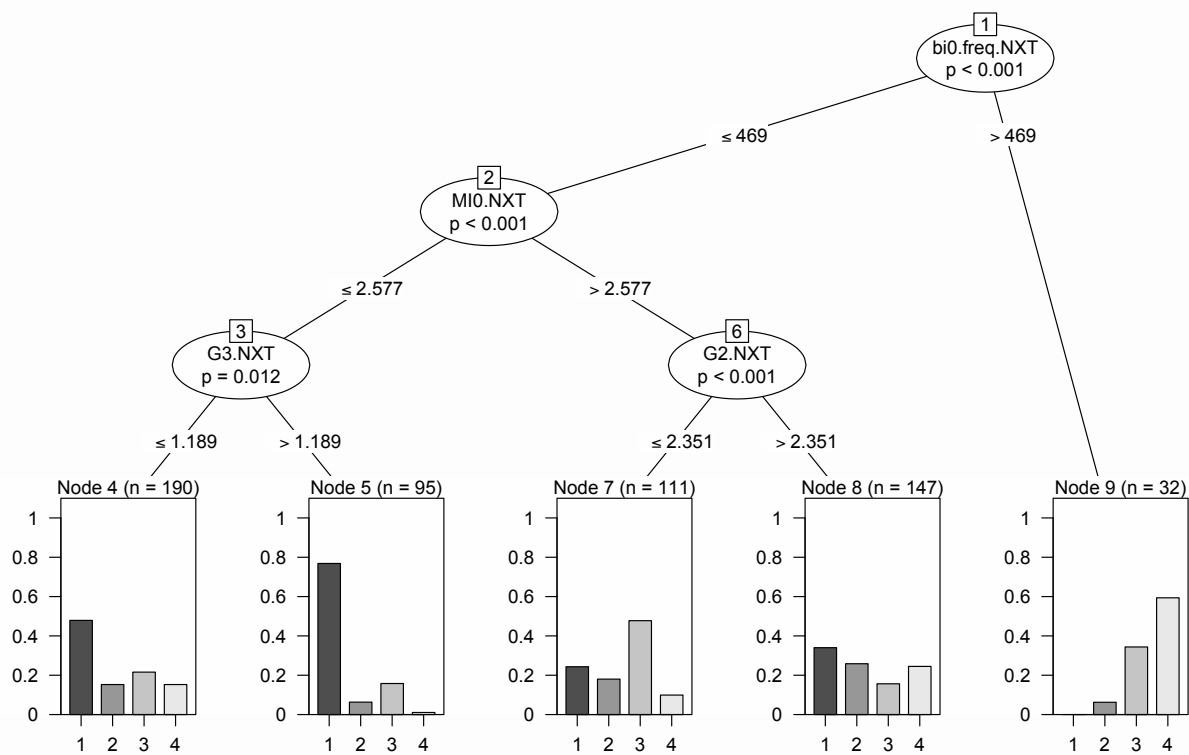 1
bi0.freq.NXT
p < 0.001
≤ 469
> 469
2
MI0.NXT
p < 0.001
≤ 2.577
> 2.577
3
G3.NXT
p = 0.012
6
G2.NXT
p < 0.001
≤ 1.189
> 1.189
≤ 2.351
> 2.351
Node 4 (n = 190)
1
0.8
0.6
0.4
0.2
0
1 2 3 4
Node 5 (n = 95)
1
0.8
0.6
0.4
0.2
0
1 2 3 4
Node 7 (n = 111)
1
0.8
0.6
0.4
0.2
0
1 2 3 4
Node 8 (n = 147)
1
0.8
0.6
0.4
0.2
0
1 2 3 4
Node 9 (n = 32)
1
0.8
0.6
0.4
0.2
0
1 2 3 4